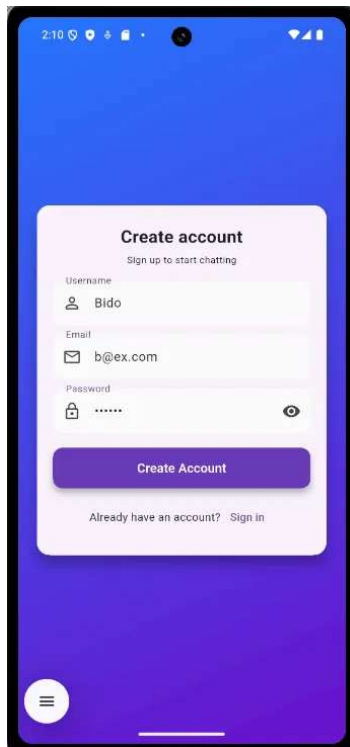 2:10
Create account
Sign up to start chatting
Username
Bido
Email
b@ex.com
Password
••••••
Create Account
Already have an account? Sign in